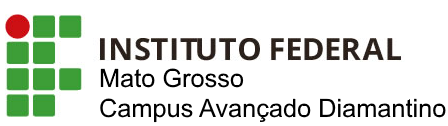 INSTITUTO FEDERAL
Mato Grosso
Campus Avançado Diamantino